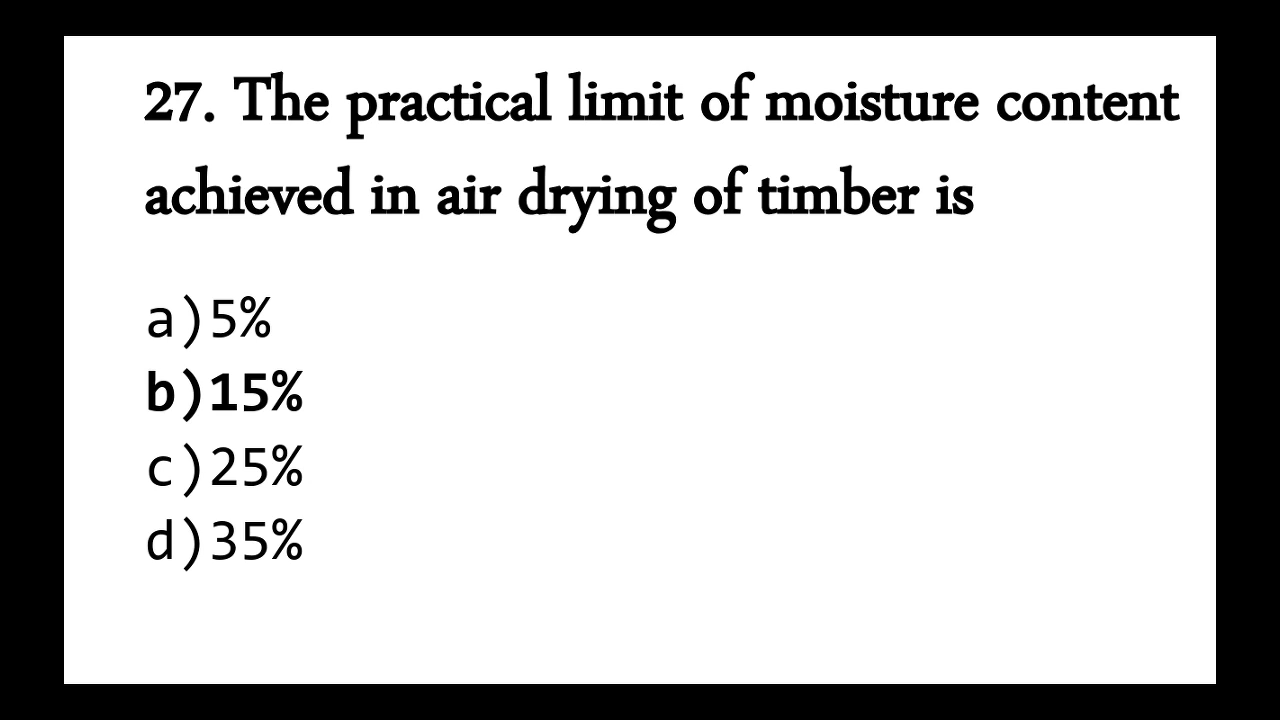 27. The practical limit of moisture content
achieved in air drying of timber is
a)5%
b)15%
c)25%
d)35%